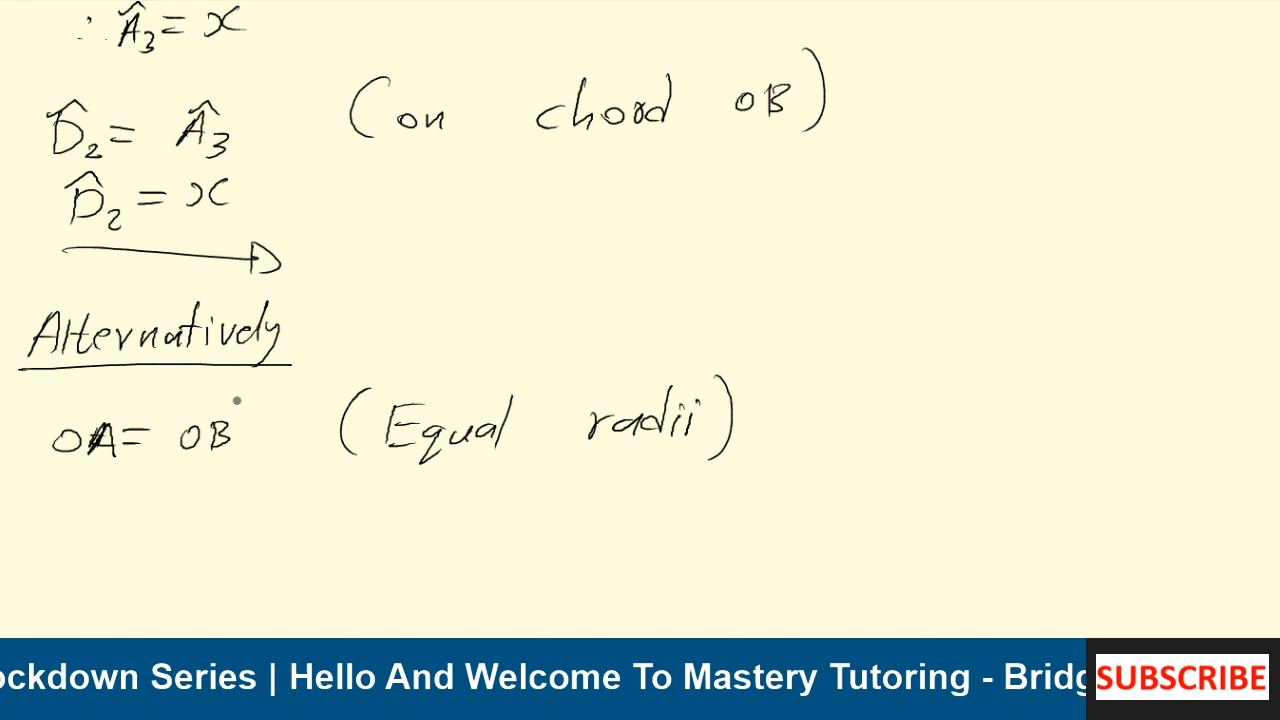 ∴ Â₃ = x
D̂₂ = Â₃ (on chord OB)
D̂₂ = x
Alternatively
OA = OB (Equal radii)
ockdown Series | Hello And Welcome To Mastery Tutoring - Bridg
SUBSCRIBE